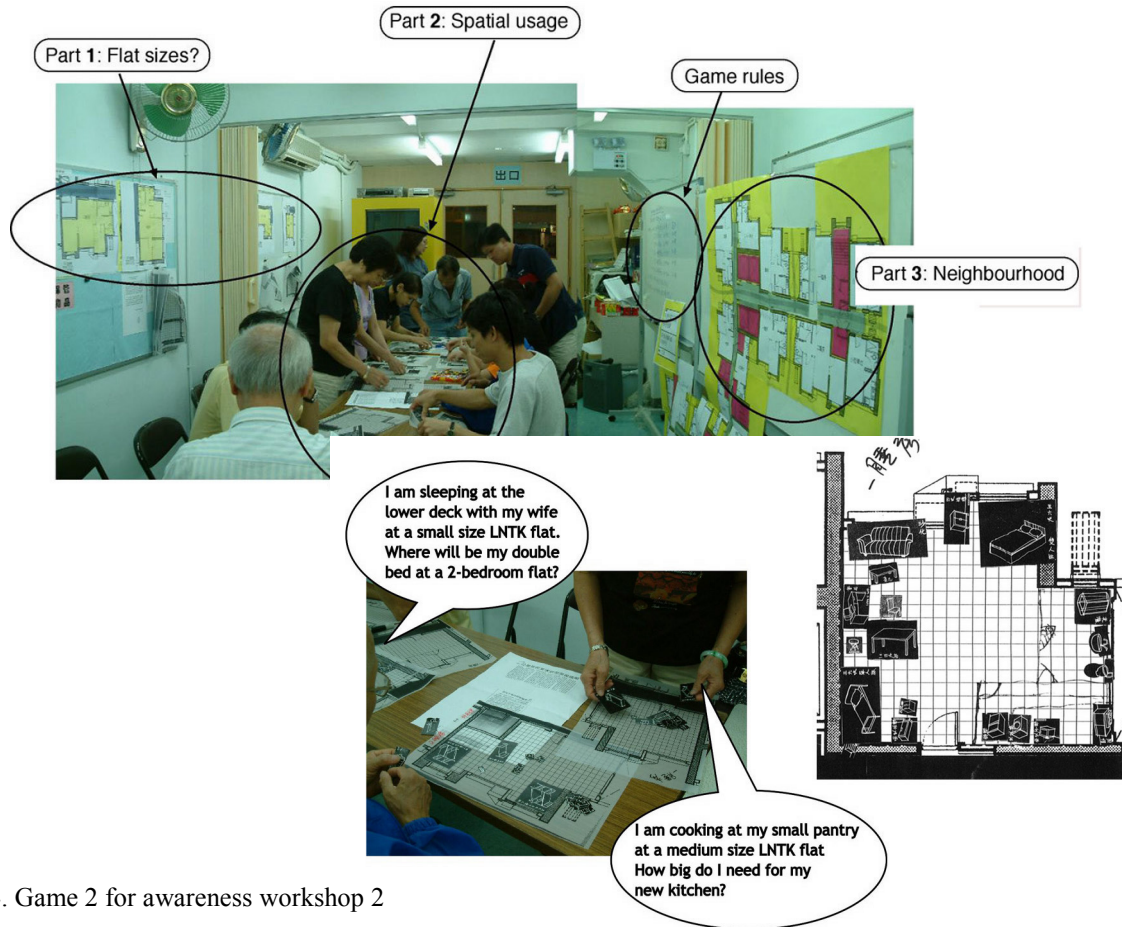 Part 2: Spatial usage
Part 1: Flat sizes?
Game rules
出口
Part 3: Neighbourhood
I am sleeping at the
lower deck with my wife
at a small size LNTK flat.
Where will be my double
bed at a 2-bedroom flat?
I am cooking at my small pantry
at a medium size LNTK flat
How big do I need for my
new kitchen?
. Game 2 for awareness workshop 2